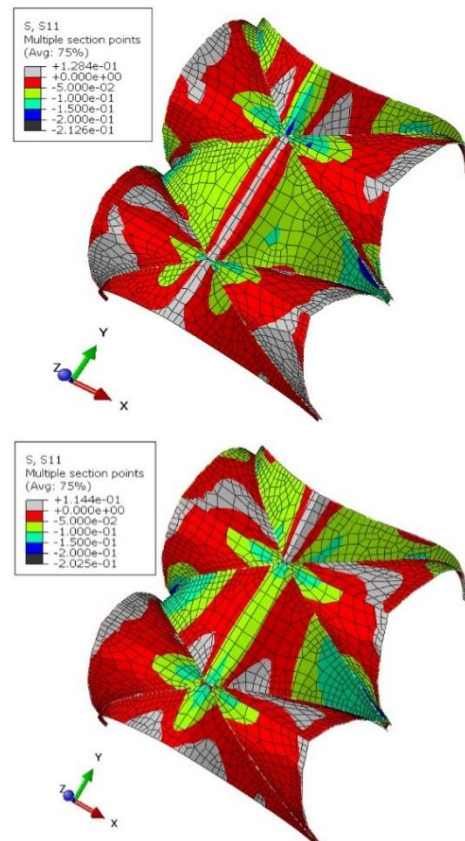 S, S11
Multiple section points
(Avg: 75%)
+1.284e-01
+0.000e+00
-5.000e-02
-1.000e-01
-1.500e-01
-2.000e-01
-2.126e-01
Y
Z
X
S, S11
Multiple section points
(Avg: 75%)
+1.144e-01
+0.000e+00
-5.000e-02
-1.000e-01
-1.500e-01
-2.000e-01
-2.025e-01
Y
Z
X